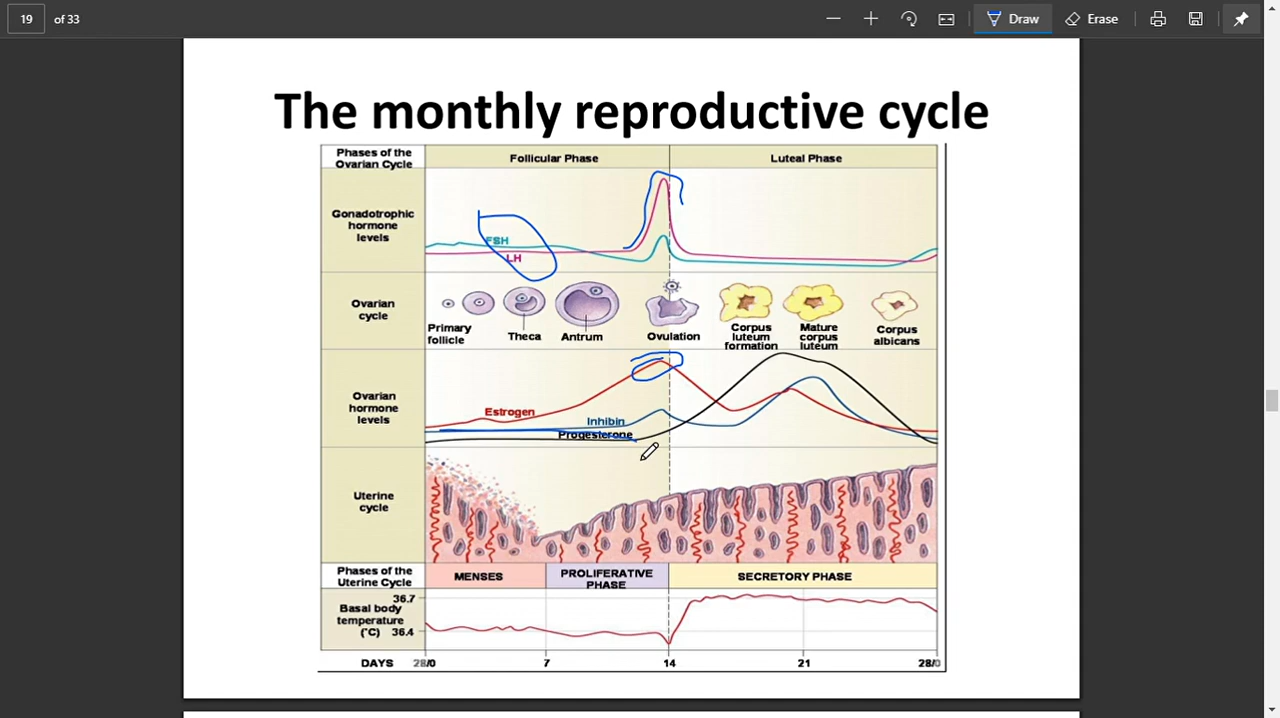 19 of 33
Draw
Erase
The monthly reproductive cycle
Phases of the
Ovarian Cycle
Follicular Phase
Luteal Phase
Gonadotrophic
hormone
levels
FSH
LH
Ovarian
cycle
Primary
follicle
Theca
Antrum
Ovulation
Corpus
luteum
formation
Mature
corpus
luteum
Corpus
albicans
Ovarian
hormone
levels
Estrogen
Inhibin
Progesterone
Uterine
cycle
Phases of the
Uterine Cycle
MENSES
PROLIFERATIVE
PHASE
SECRETORY PHASE
Basal body
temperature
(°C)
36.7
36.4
DAYS
28/0
7
14
21
28/0